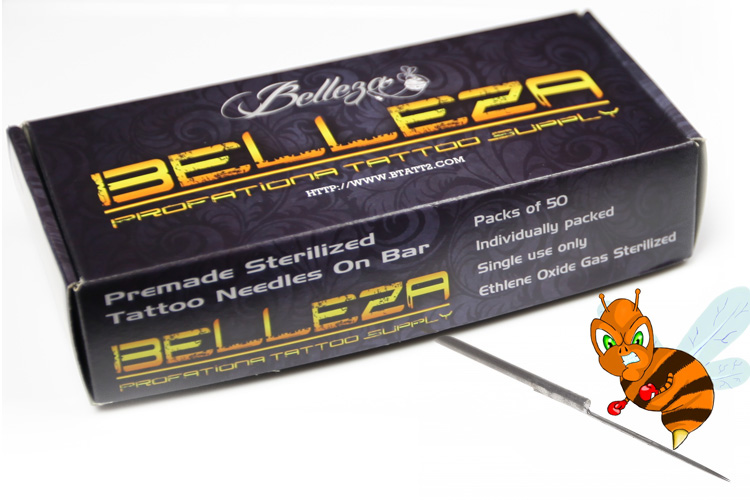 Belleza
BELLEZA
PROFATIONA TATTOO SUPPLY
HTTP://WWW.BTATT2.COM
Premade Sterilized
Tattoo Needles On Bar
BELLEZA
PROFATIONA TATTOO SUPPLY
Packs of 50
Individually packed
Single use only
Ethlene Oxide Gas Sterilized